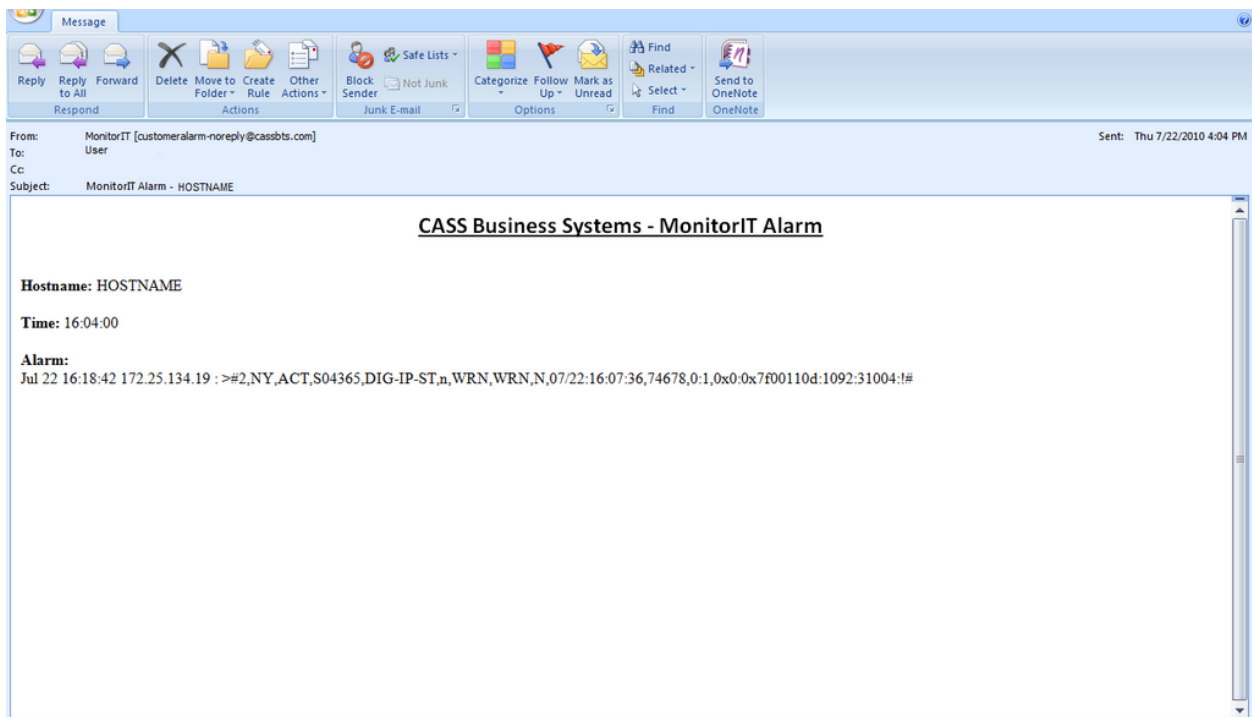 Message
Reply
Reply to All
Forward
Respond
Delete
Move to Folder
Create Rule
Other Actions
Actions
Block Sender
Safe Lists
Not Junk
Junk E-mail
Categorize
Follow Up
Mark as Unread
Options
Find
Related
Select
Find
Send to OneNote
OneNote
From: MonitorIT [customeralarm-noreply@cassbts.com]
Sent: Thu 7/22/2010 4:04 PM
To: User
Cc:
Subject: MonitorIT Alarm - HOSTNAME
CASS Business Systems - MonitorIT Alarm
Hostname: HOSTNAME
Time: 16:04:00
Alarm:
Jul 22 16:18:42 172.25.134.19 : >#2,NY,ACT,S04365,DIG-IP-ST,n,WRN,WRN,N,07/22:16:07:36,74678,0:1,0x0:0x7f00110d:1092:31004:!#